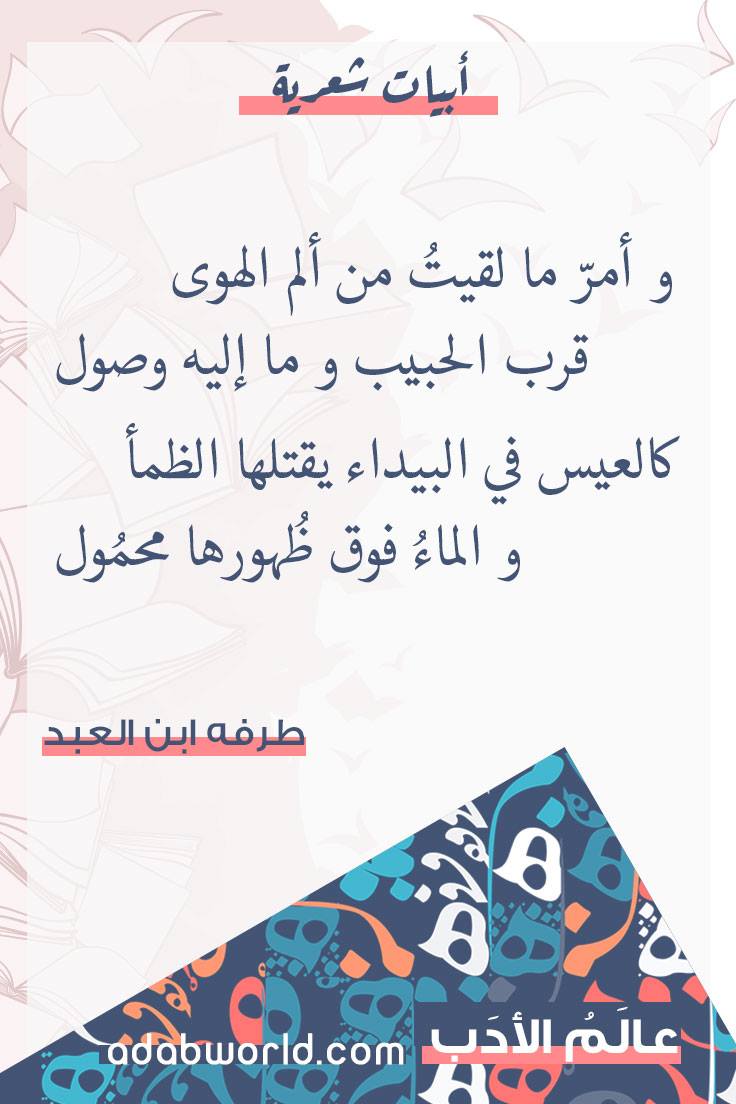 أبيات شعرية
و أمرّ ما لقيتُ من ألم الهوى
قرب الحبيب و ما إليه وصول
كالعيس في البيداء يقتلها الظمأ
و الماءُ فوق ظُهورها محمُول
طرفه ابن العبد
عالَمُ الأدَب
adabworld.com